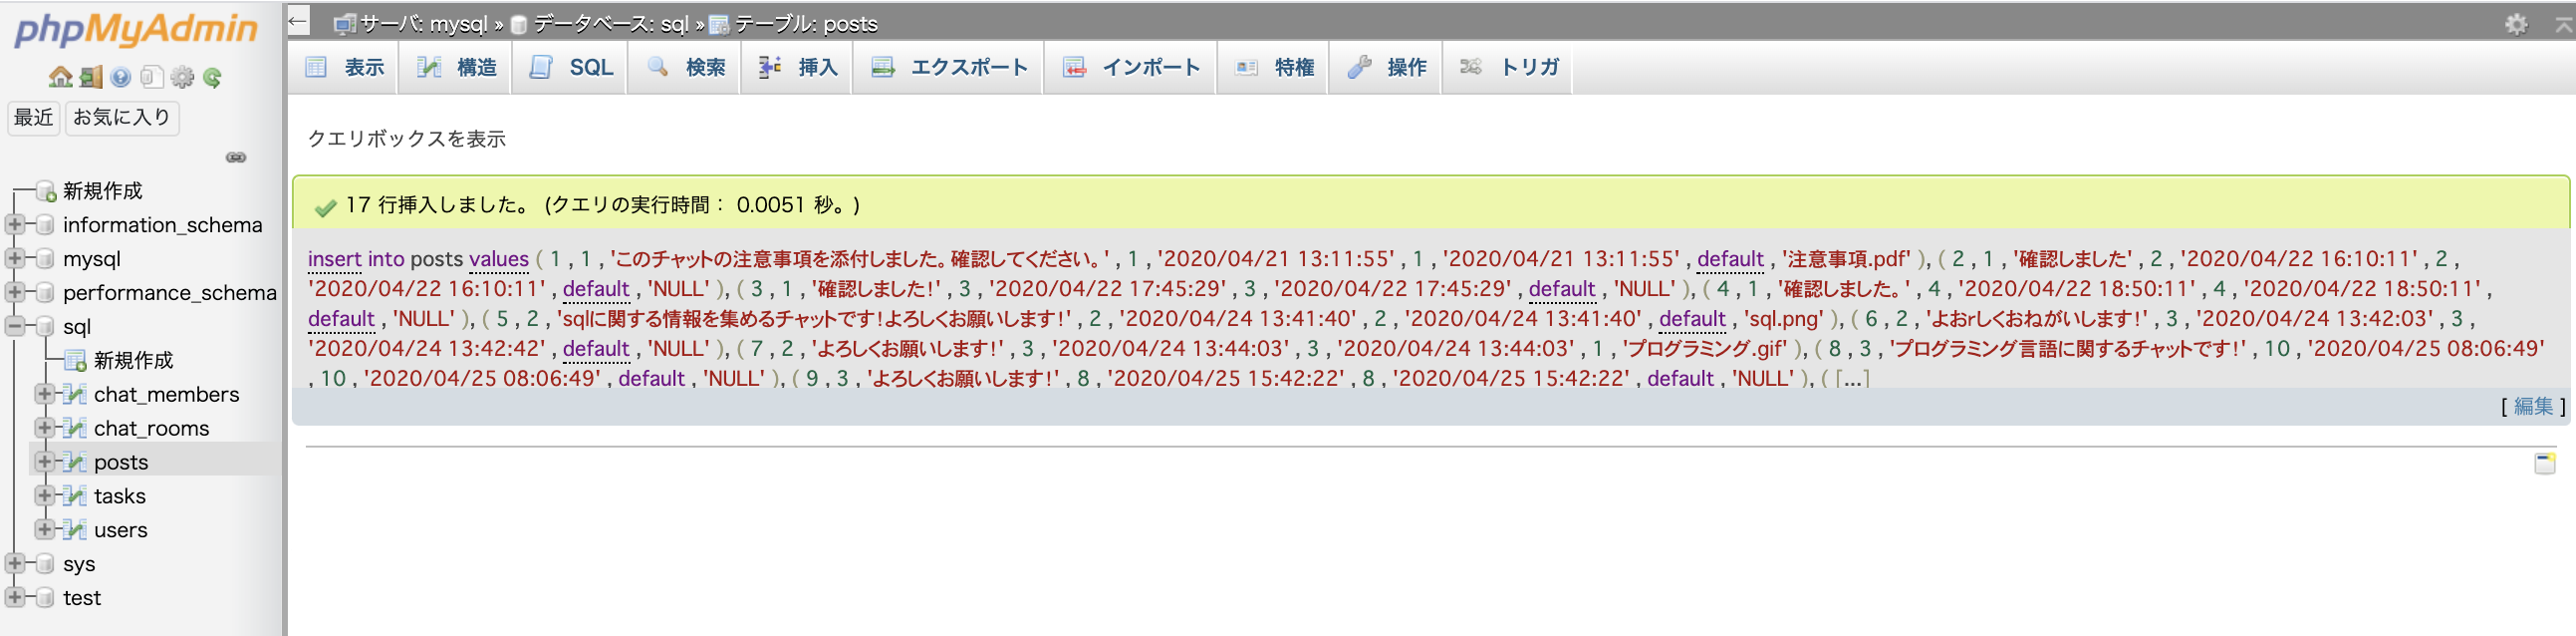 phpMyAdmin
最近 お気に入り
新規作成
information_schema
mysql
performance_schema
sql
新規作成
chat_members
chat_rooms
posts
tasks
users
sys
test
← サーバ: mysql » データベース: sql » テーブル: posts
表示 構造 SQL 検索 挿入 エクスポート インポート 特権 操作 トリガ
クエリボックスを表示
17 行挿入しました。 (クエリの実行時間： 0.0051 秒。)
insert into posts values ( 1 , 1 , 'このチャットの注意事項を添付しました。確認してください。' , 1 , '2020/04/21 13:11:55' , 1 , '2020/04/21 13:11:55' , default , '注意事項.pdf' ), ( 2 , 1 , '確認しました' , 2 , '2020/04/22 16:10:11' , 2 ,
'2020/04/22 16:10:11' , default , 'NULL' ), ( 3 , 1 , '確認しました！' , 3 , '2020/04/22 17:45:29' , 3 , '2020/04/22 17:45:29' , default , 'NULL' ), ( 4 , 1 , '確認しました。' , 4 , '2020/04/22 18:50:11' , 4 , '2020/04/22 18:50:11' ,
default , 'NULL' ), ( 5 , 2 , 'sqlに関する情報を集めるチャットです！よろしくお願いします！' , 2 , '2020/04/24 13:41:40' , 2 , '2020/04/24 13:41:40' , default , 'sql.png' ), ( 6 , 2 , 'よおrしくおねがいします！' , 3 , '2020/04/24 13:42:03' , 3 ,
'2020/04/24 13:42:42' , default , 'NULL' ), ( 7 , 2 , 'よろしくお願いします！' , 3 , '2020/04/24 13:44:03' , 3 , '2020/04/24 13:44:03' , 1 , 'プログラミング.gif' ), ( 8 , 3 , 'プログラミング言語に関するチャットです！' , 10 , '2020/04/25 08:06:49'
, 10 , '2020/04/25 08:06:49' , default , 'NULL' ), ( 9 , 3 , 'よろしくお願いします！' , 8 , '2020/04/25 15:42:22' , 8 , '2020/04/25 15:42:22' , default , 'NULL' ), ( [...]
[ 編集 ]